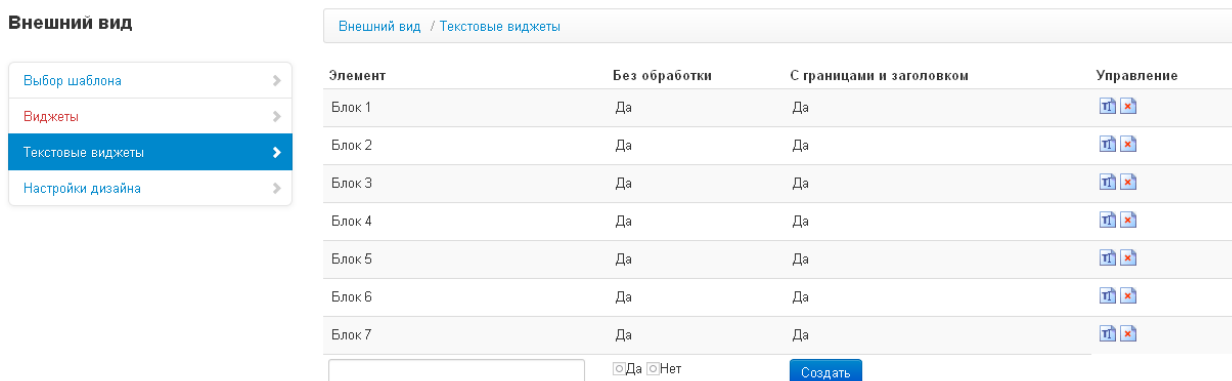 Внешний вид
Выбор шаблона
Виджеты
Текстовые виджеты
Настройки дизайна
Внешний вид / Текстовые виджеты
Элемент Без обработки С границами и заголовком Управление
Блок 1 Да Да
Блок 2 Да Да
Блок 3 Да Да
Блок 4 Да Да
Блок 5 Да Да
Блок 6 Да Да
Блок 7 Да Да
Да Нет Создать